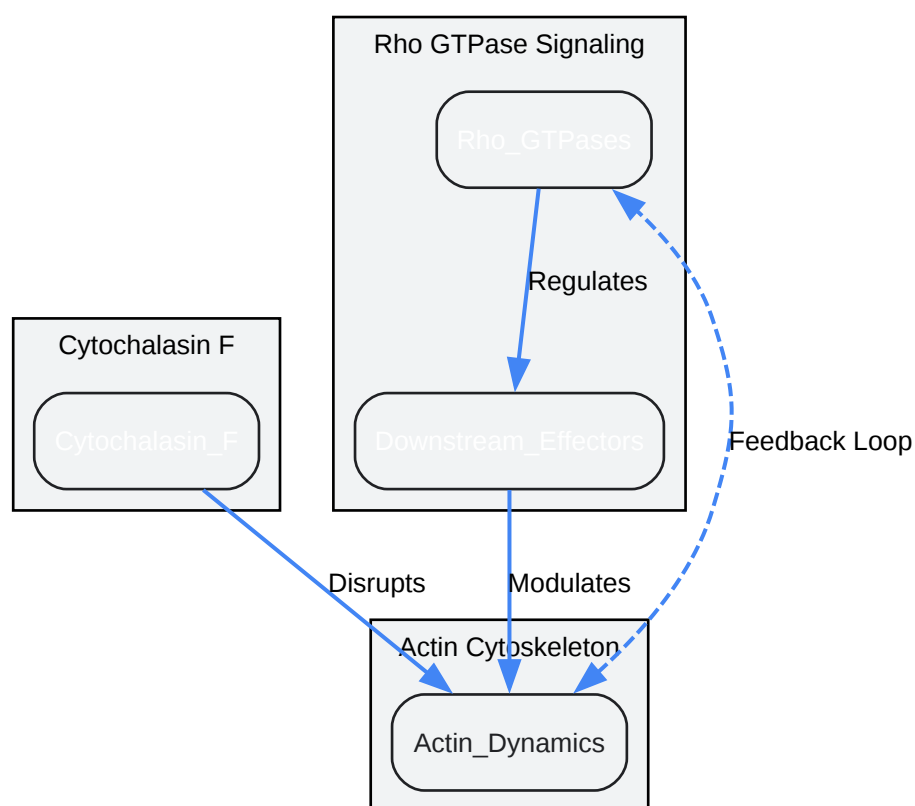 Rho GTPase Signaling
Rho_GTPases
Regulates
Cytochalasin F
Cytochalasin_F
Downstream_Effectors
Feedback Loop
Disrupts
Modulates
Actin Cytoskeleton
Actin_Dynamics